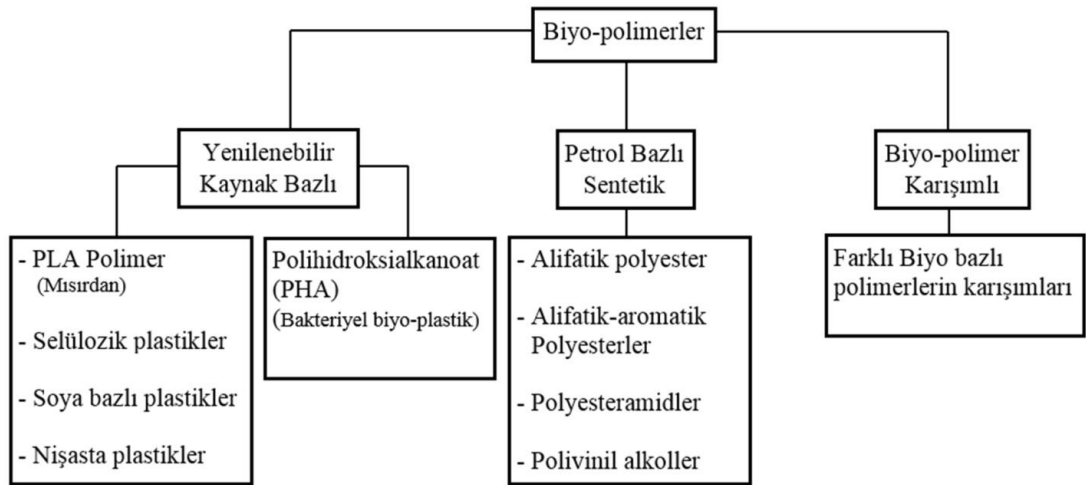 Biyo-polimerler
Yenilenebilir
Kaynak Bazlı
Petrol Bazlı
Sentetik
Biyo-polimer
Karışımlı
- PLA Polimer
(Mısırdan)
- Selülozik plastikler
- Soya bazlı plastikler
- Nişasta plastikler
Polihidroksialkanoat
(PHA)
(Bakteriyel biyo-plastik)
- Alifatik polyester
- Alifatik-aromatik
Polyesterler
- Polyesteramidler
- Polivinil alkoller
Farklı Biyo bazlı
polimerlerin karışımları